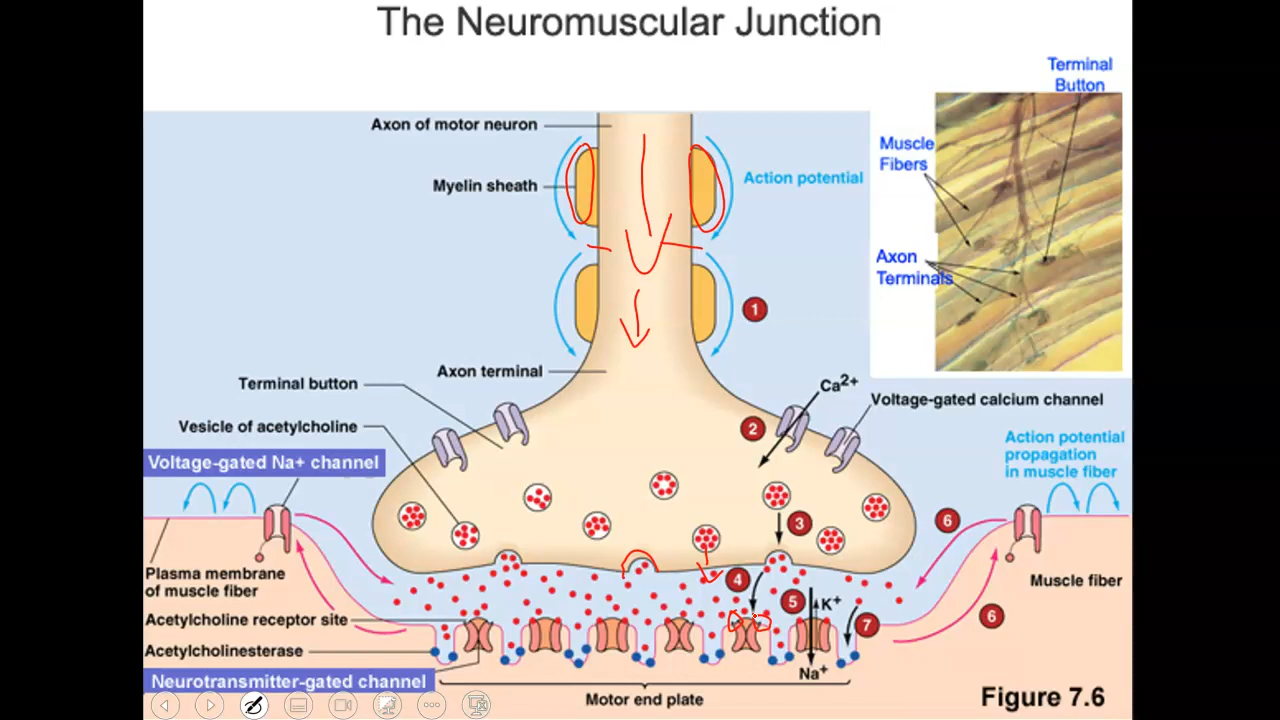 The Neuromuscular Junction
Terminal
Button
Axon of motor neuron
Muscle
Fibers
Myelin sheath
Action potential
Axon
Terminals
1
Axon terminal
Terminal button
Ca2+
Voltage-gated calcium channel
Vesicle of acetylcholine
2
Action potential
propagation
in muscle fiber
Voltage-gated Na+ channel
3
6
Plasma membrane
of muscle fiber
4
Muscle fiber
5
K+
6
Acetylcholine receptor site
7
Acetylcholinesterase
Na+
Neurotransmitter-gated channel
Motor end plate
Figure 7.6